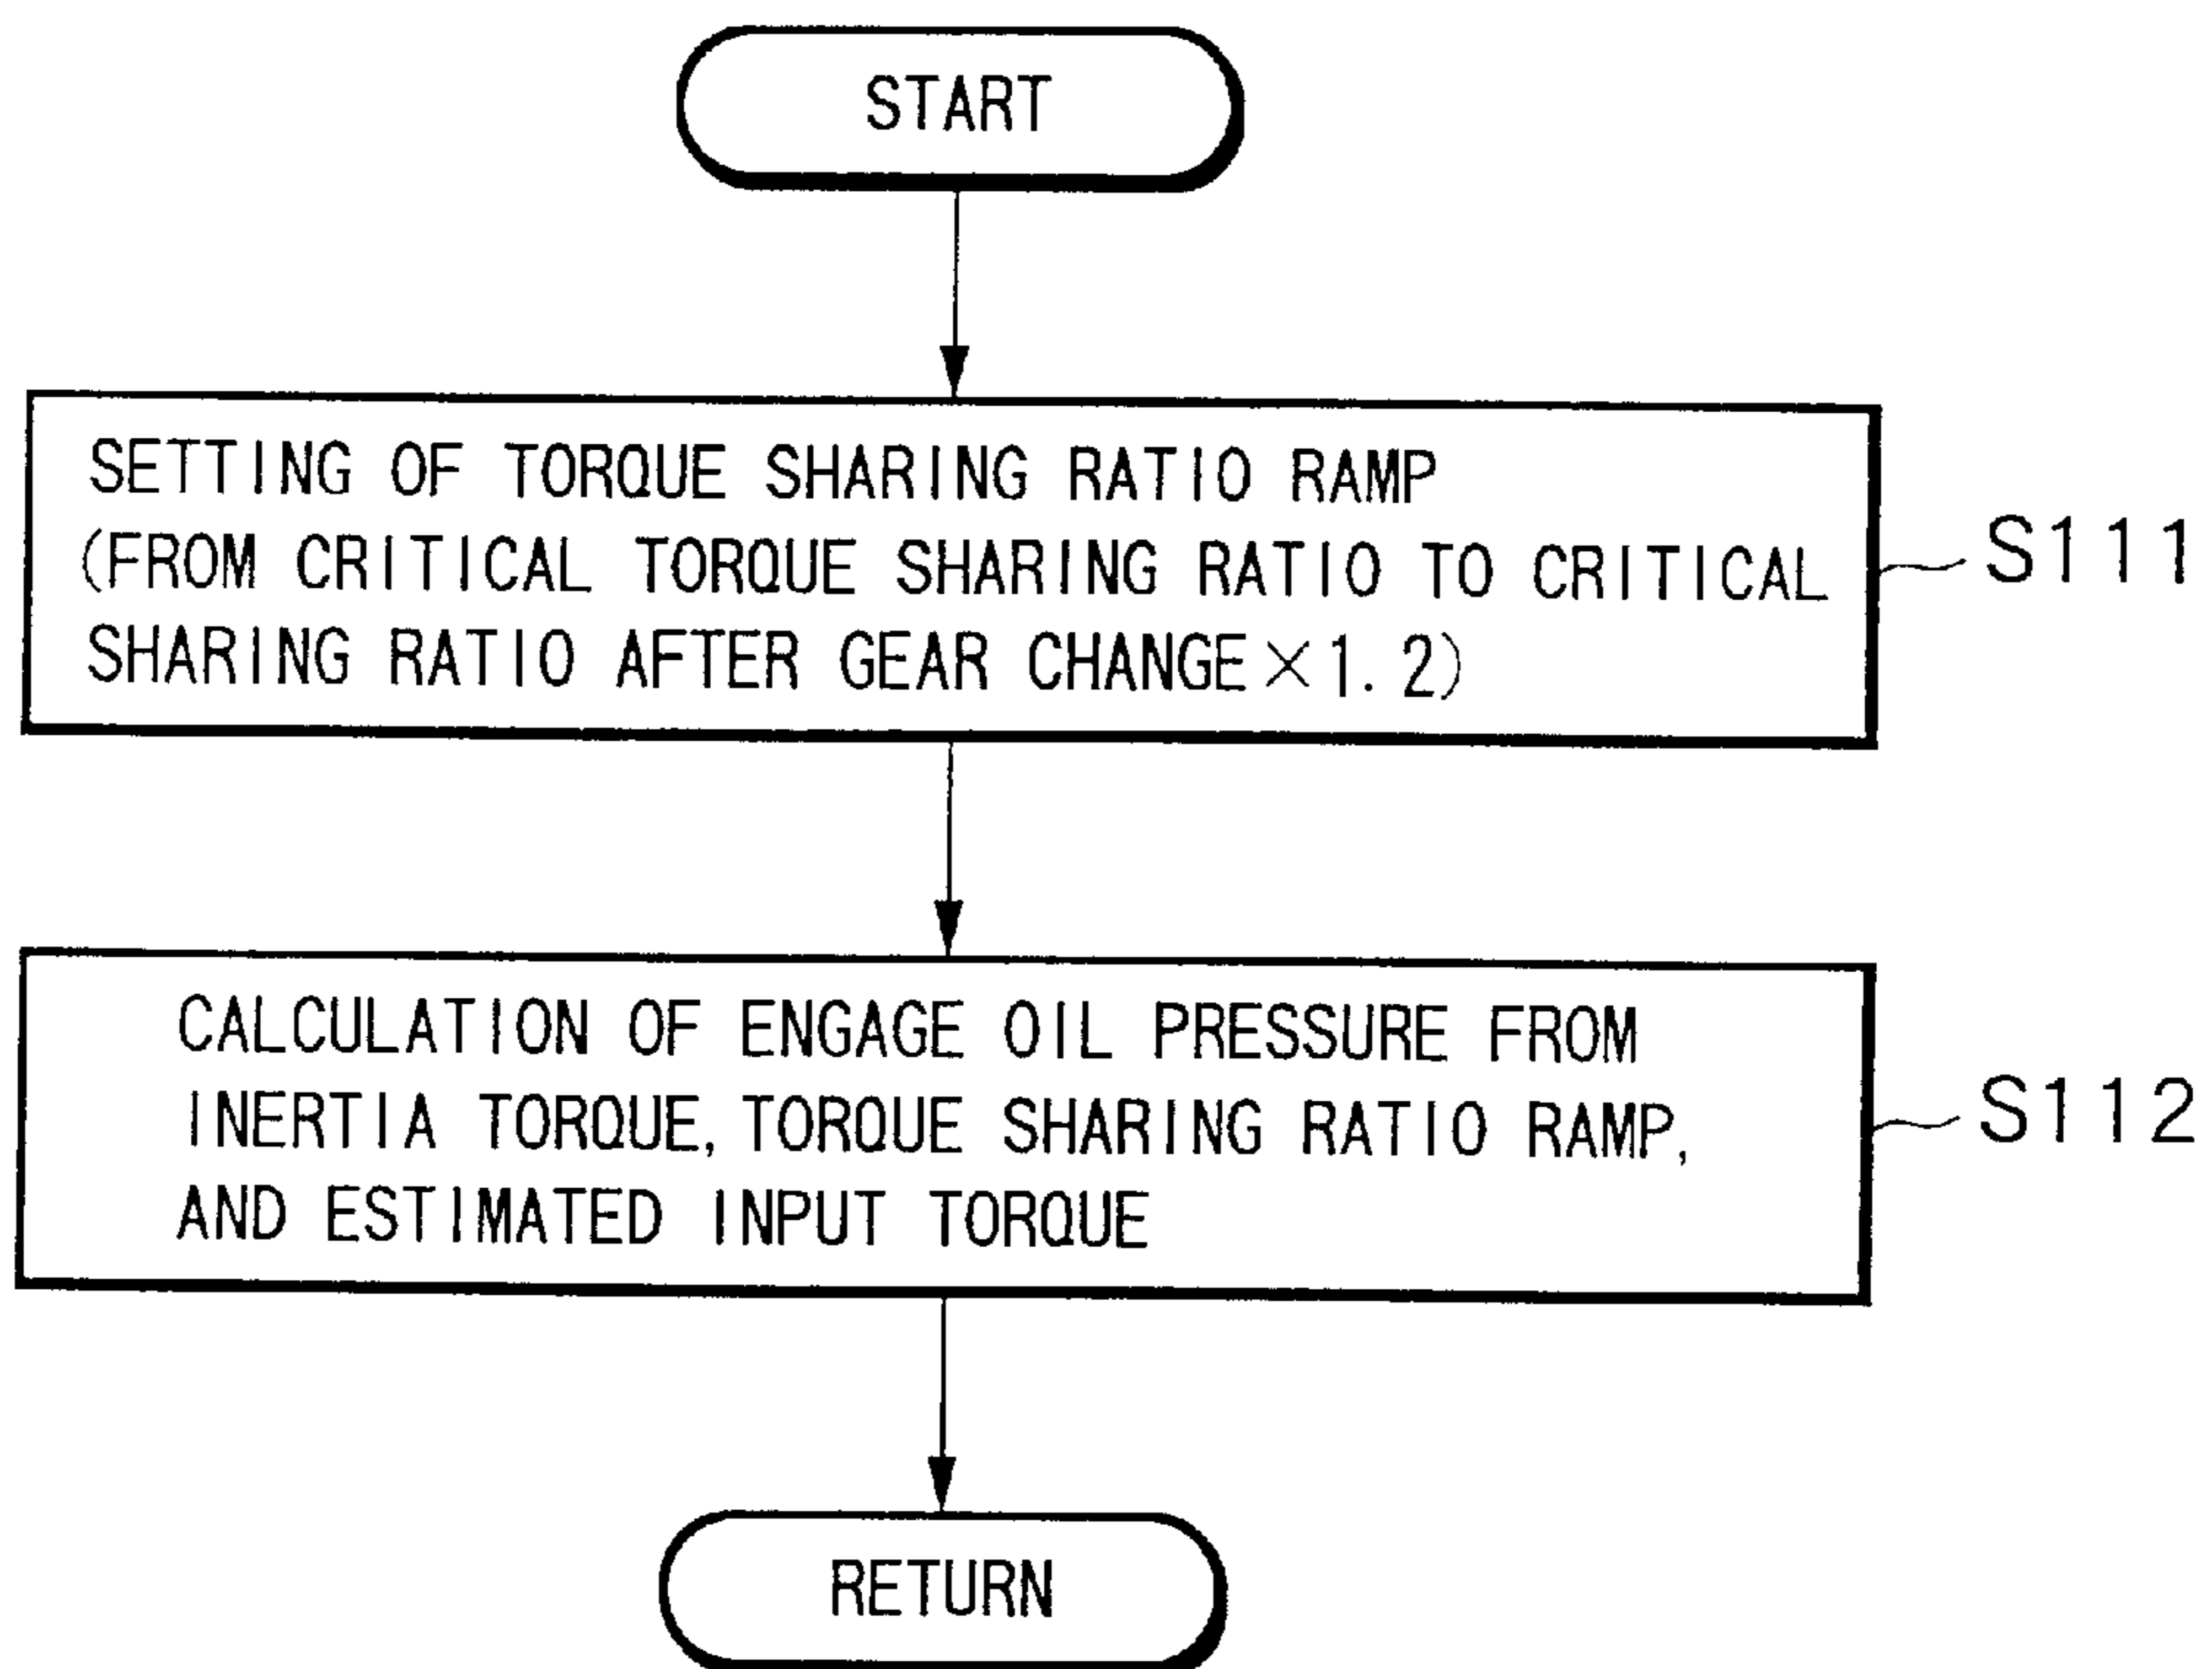 START
SETTING OF TORQUE SHARING RATIO RAMP
(FROM CRITICAL TORQUE SHARING RATIO TO CRITICAL
SHARING RATIO AFTER GEAR CHANGE×1.2)
S111
CALCULATION OF ENGAGE OIL PRESSURE FROM
INERTIA TORQUE, TORQUE SHARING RATIO RAMP,
AND ESTIMATED INPUT TORQUE
S112
RETURN